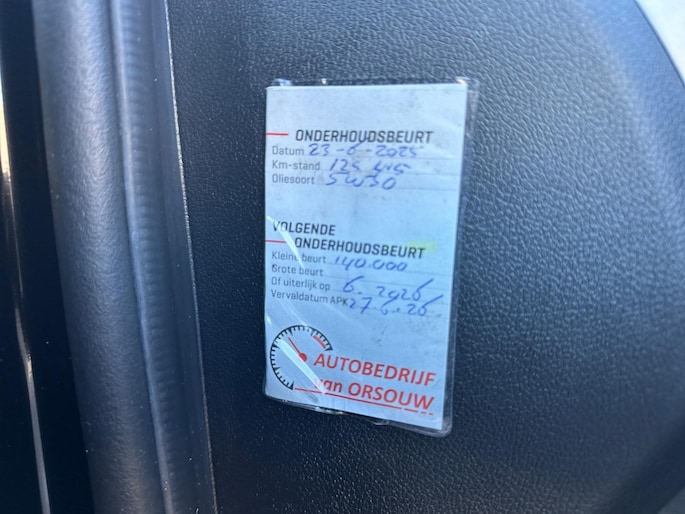 ONDERHOUDSBEURT
Datum 23-6-2025
Km-stand 125
Oliesoort 5W30
VOLGENDE
ONDERHOUDSBEURT
Kleine beurt 140.000
Grote beurt
Of uiterlijk op 6.2026
Vervaldatum APK 27.6.26
AUTOBEDRIJF
van ORSOUW